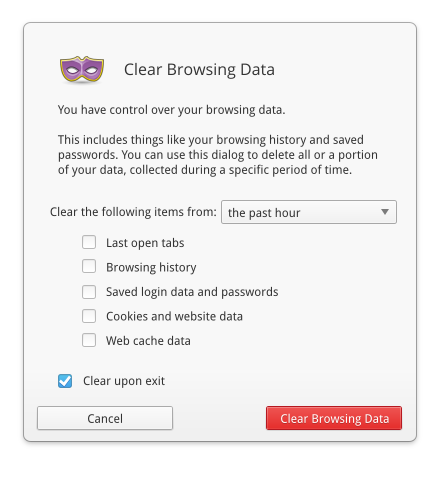 Clear Browsing Data
You have control over your browsing data.
This includes things like your browsing history and saved
passwords. You can use this dialog to delete all or a portion
of your data, collected during a specific period of time.
Clear the following items from: the past hour
Last open tabs
Browsing history
Saved login data and passwords
Cookies and website data
Web cache data
Clear upon exit
Cancel Clear Browsing Data